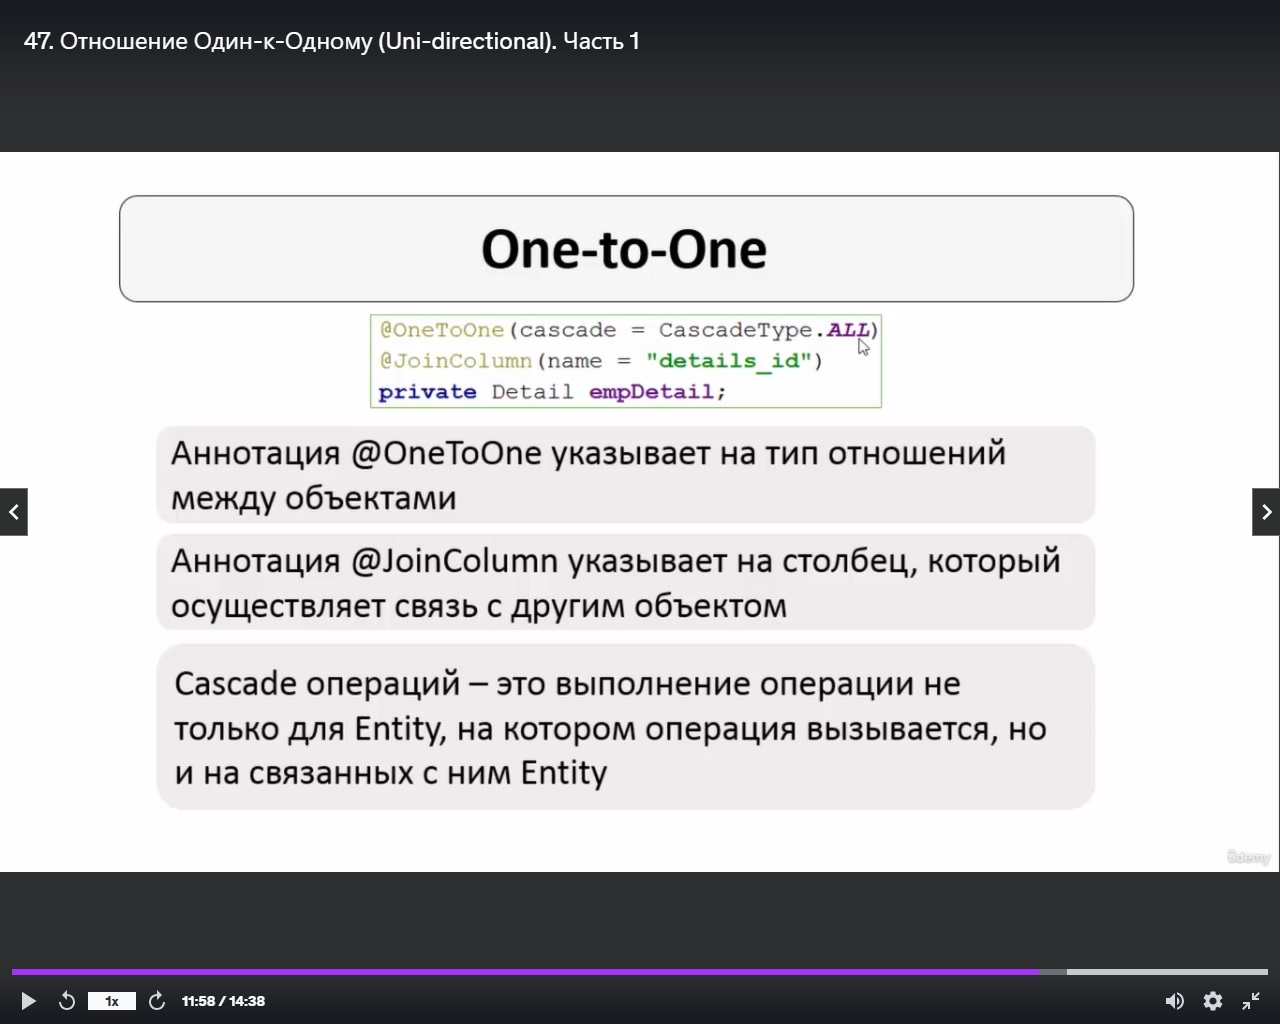 47. Отношение Один-к-Одному (Uni-directional). Часть 1
One-to-One
@OneToOne(cascade = CascadeType.ALL)
@JoinColumn(name = "details_id")
private Detail empDetail;
Аннотация @OneToOne указывает на тип отношений
между объектами
Аннотация @JoinColumn указывает на столбец, который
осуществляет связь с другим объектом
Cascade операций – это выполнение операции не
только для Entity, на котором операция вызывается, но
и на связанных с ним Entity
ûdemy
1x
11:58 / 14:38